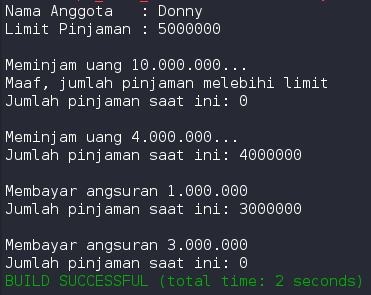 Nama Anggota   : Donny
Limit Pinjaman : 5000000

Meminjam uang 10.000.000...
Maaf, jumlah pinjaman melebihi limit
Jumlah pinjaman saat ini: 0

Meminjam uang 4.000.000...
Jumlah pinjaman saat ini: 4000000

Membayar angsuran 1.000.000
Jumlah pinjaman saat ini: 3000000

Membayar angsuran 3.000.000
Jumlah pinjaman saat ini: 0
BUILD SUCCESSFUL (total time: 2 seconds)